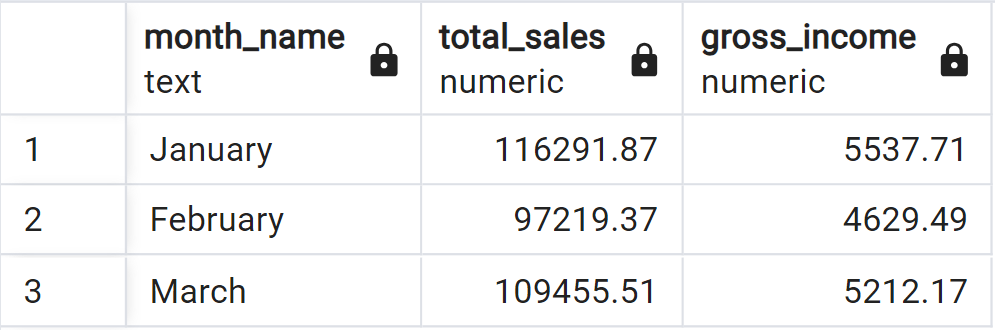 month_name total_sales gross_income
text numeric numeric
1 January 116291.87 5537.71
2 February 97219.37 4629.49
3 March 109455.51 5212.17